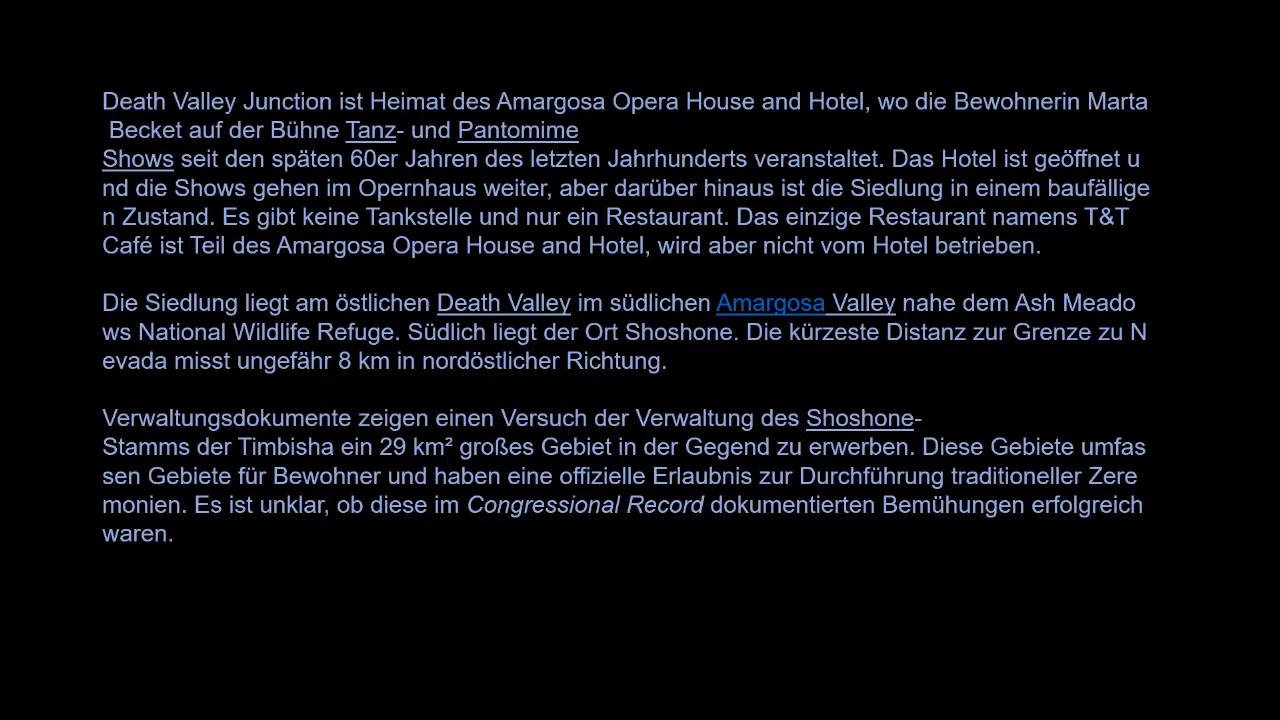 Death Valley Junction ist Heimat des Amargosa Opera House and Hotel, wo die Bewohnerin Marta
Becket auf der Bühne Tanz- und Pantomime
Shows seit den späten 60er Jahren des letzten Jahrhunderts veranstaltet. Das Hotel ist geöffnet u
nd die Shows gehen im Opernhaus weiter, aber darüber hinaus ist die Siedlung in einem baufällige
n Zustand. Es gibt keine Tankstelle und nur ein Restaurant. Das einzige Restaurant namens T&T
Café ist Teil des Amargosa Opera House and Hotel, wird aber nicht vom Hotel betrieben.

Die Siedlung liegt am östlichen Death Valley im südlichen Amargosa Valley nahe dem Ash Meado
ws National Wildlife Refuge. Südlich liegt der Ort Shoshone. Die kürzeste Distanz zur Grenze zu N
evada misst ungefähr 8 km in nordöstlicher Richtung.

Verwaltungsdokumente zeigen einen Versuch der Verwaltung des Shoshone-
Stamms der Timbisha ein 29 km² großes Gebiet in der Gegend zu erwerben. Diese Gebiete umfas
sen Gebiete für Bewohner und haben eine offizielle Erlaubnis zur Durchführung traditioneller Zere
monien. Es ist unklar, ob diese im Congressional Record dokumentierten Bemühungen erfolgreich
waren.